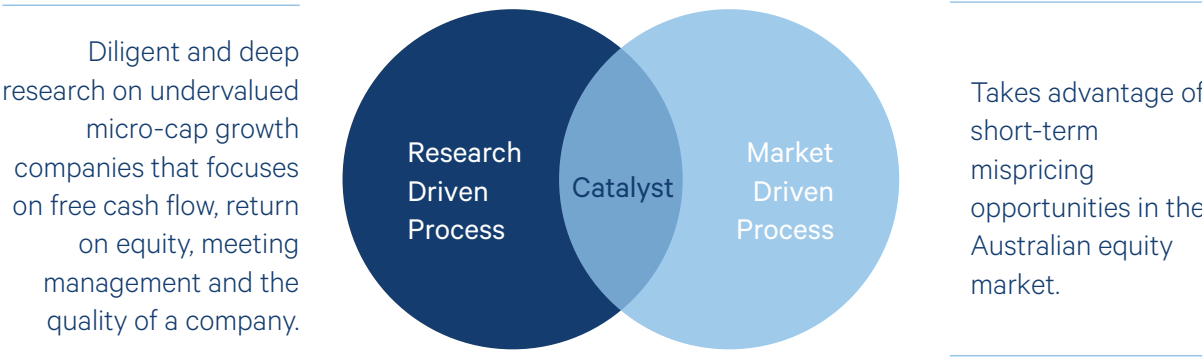 Diligent and deep
research on undervalued
micro-cap growth
companies that focuses
on free cash flow, return
on equity, meeting
management and the
quality of a company.
Research
Driven
Process
Catalyst
Market
Driven
Process
Takes advantage of
short-term
mispricing
opportunities in the
Australian equity
market.